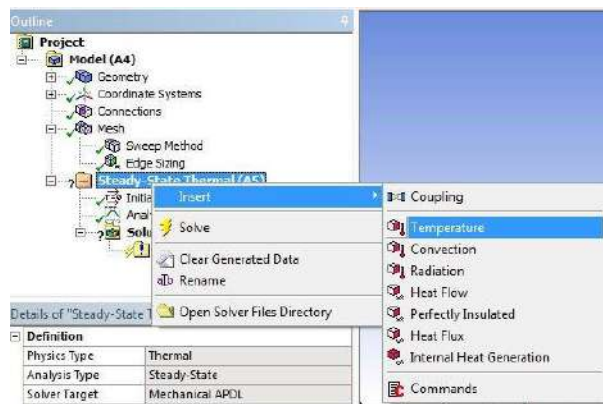 Outline
Project
Model (A4)
Geometry
Coordinate Systems
Connections
Mesh
Sweep Method
Edge Sizing
Steady-State Thermal (A5)
Initia
Analy
Solu
Insert
Solve
Clear Generated Data
Rename
Open Solver Files Directory
Coupling
Temperature
Convection
Radiation
Heat Flow
Perfectly Insulated
Heat Flux
Internal Heat Generation
Commands
Details of "Steady-State T
Definition
Physics Type Thermal
Analysis Type Steady-State
Solver Target Mechanical APDL